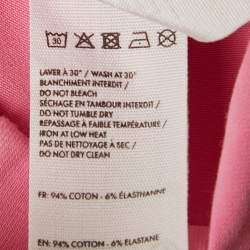 30
LAVER À 30° / WASH AT 30°
BLANCHIMENT INTERDIT /
DO NOT BLEACH
SÉCHAGE EN TAMBOUR INTERDIT /
DO NOT TUMBLE DRY
REPASSAGE À FAIBLE TEMPÉRATURE /
IRON AT LOW HEAT
PAS DE NETTOYAGE À SEC /
DO NOT DRY CLEAN
FR: 94% COTON - 6% ÉLASTHANNE
EN: 94% COTTON - 6% ELASTANE